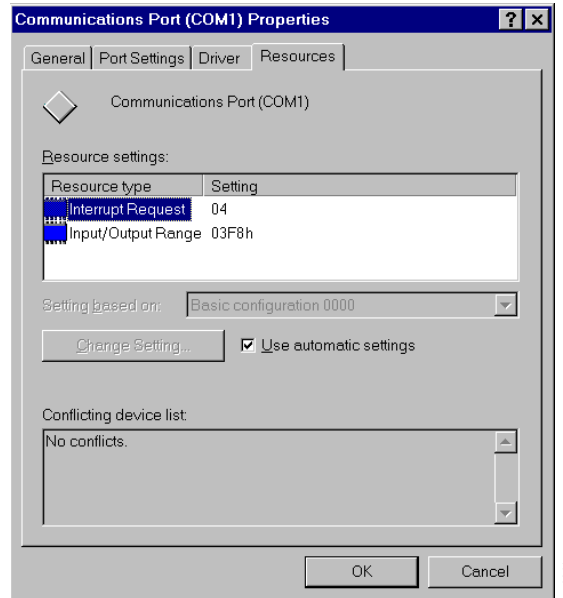 Communications Port (COM1) Properties ? ×
General Port Settings Driver Resources
Communications Port (COM1)
Resource settings:
Resource type Setting
Interrupt Request 04
Input/Output Range 03F8h
Setting based on: Basic configuration 0000
Change Setting... Use automatic settings
Conflicting device list:
No conflicts.
OK Cancel